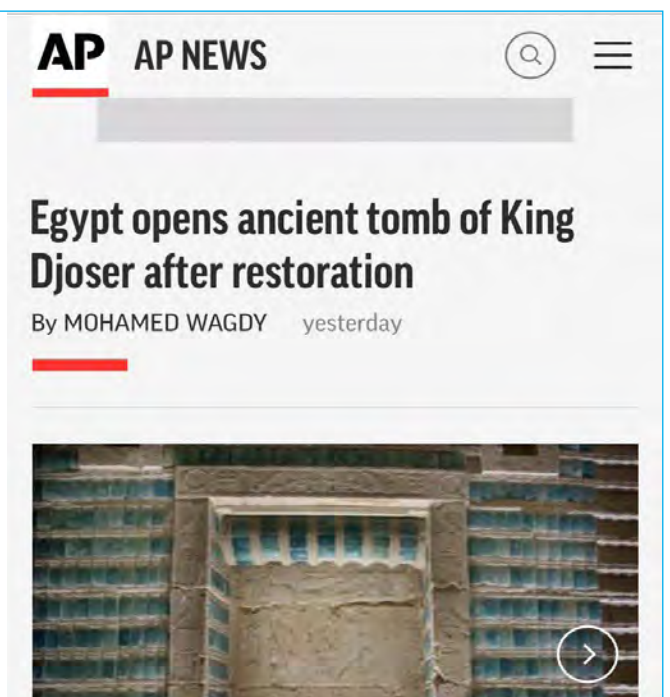 AP AP NEWS
Egypt opens ancient tomb of King
Djoser after restoration
By MOHAMED WAGDY yesterday